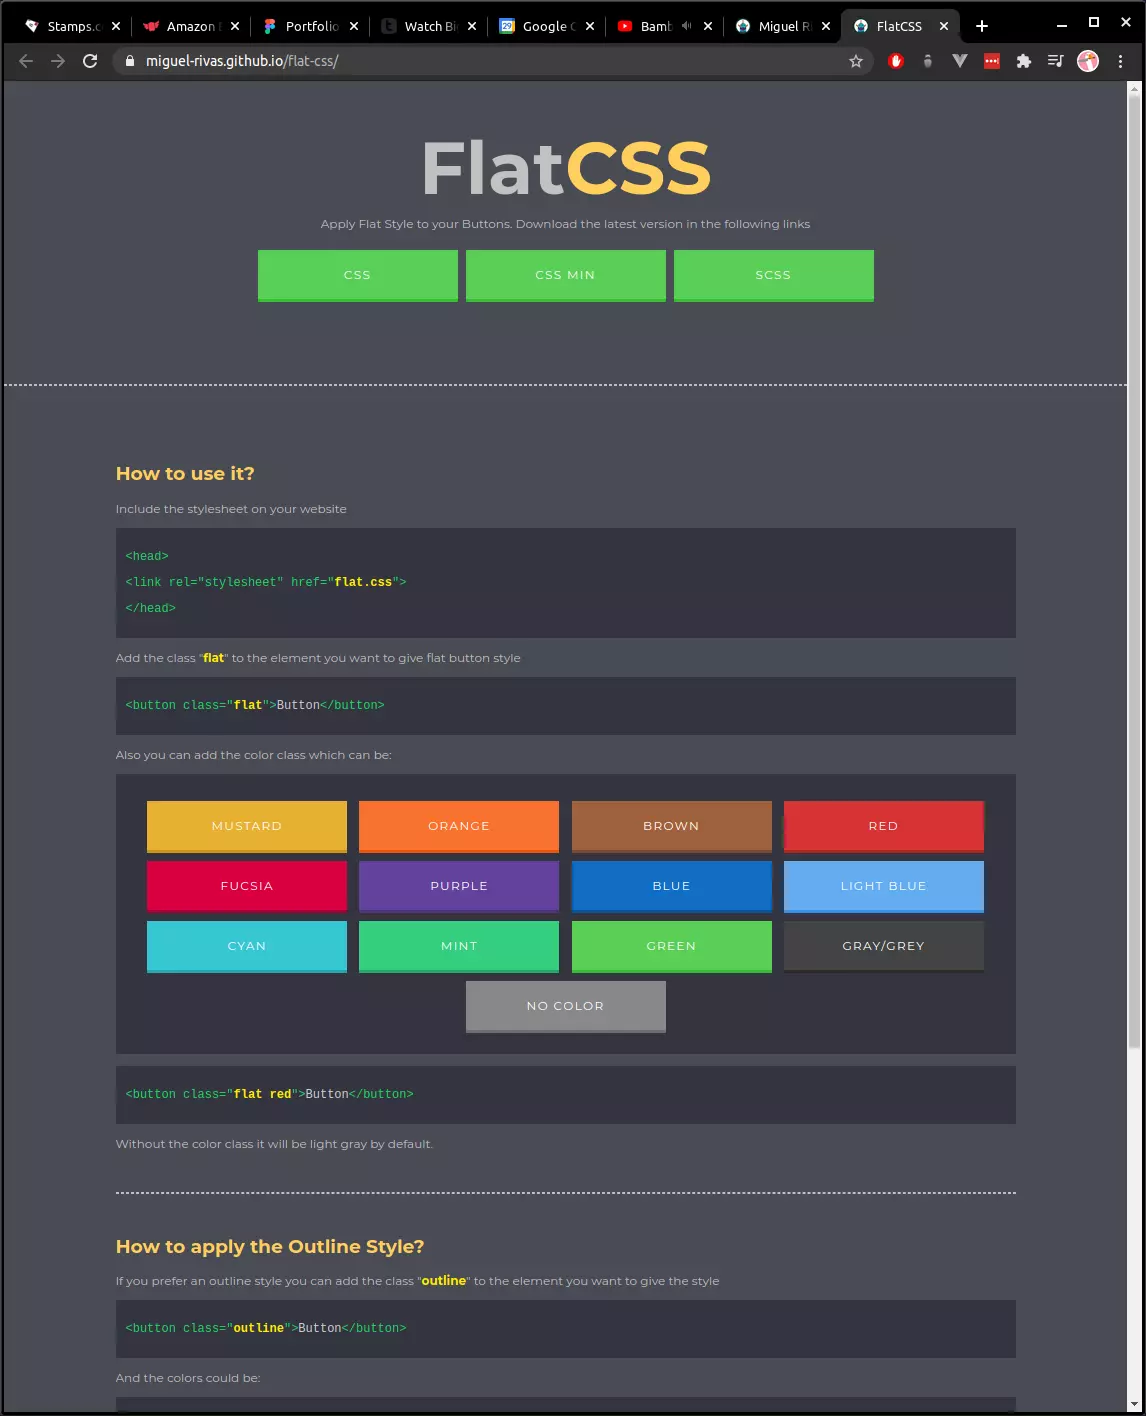 Stamps.c
Amazon
Portfolio
Watch Bi
Google
Bamb
Miguel R
FlatCSS
miguel-rivas.github.io/flat-css/
FlatCSS
Apply Flat Style to your Buttons. Download the latest version in the following links
CSS
CSS MIN
SCSS
How to use it?
Include the stylesheet on your website
<head>
<link rel="stylesheet" href="flat.css">
</head>
Add the class "flat" to the element you want to give flat button style
<button class="flat">Button</button>
Also you can add the color class which can be:
MUSTARD
ORANGE
BROWN
RED
FUCSIA
PURPLE
BLUE
LIGHT BLUE
CYAN
MINT
GREEN
GRAY/GREY
NO COLOR
<button class="flat red">Button</button>
Without the color class it will be light gray by default.
How to apply the Outline Style?
If you prefer an outline style you can add the class "outline" to the element you want to give the style
<button class="outline">Button</button>
And the colors could be: